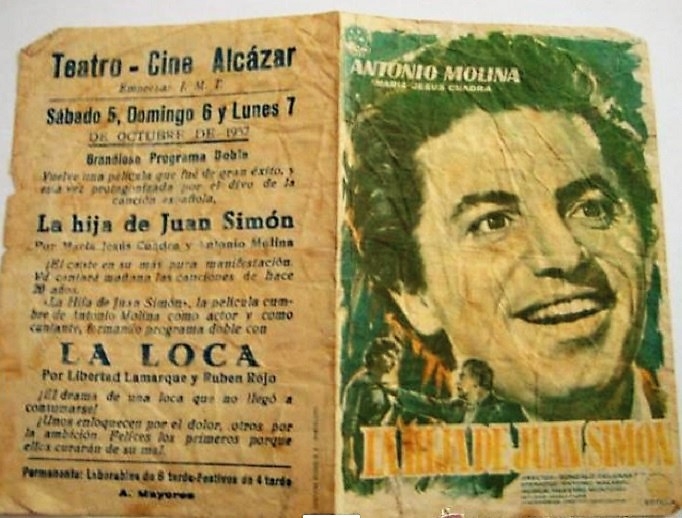 Teatro - Cine Alcázar
Empresa: I. M. T.
Sábado 5, Domingo 6 y Lunes 7
DE OCTUBRE DE 1957
Grandioso Programa Doble
Vuelve una película que fué de gran éxito, y
esta vez protagonizada por el divo de la
canción española,
La hija de Juan Simón
Por María Jesús Cuadra y Antonio Molina
¡El cante en su más pura manifestación.
Vd cantará mañana las canciones de hace
20 años.
«La Hija de Juan Simón», la película cum-
bre de Antonio Molina como actor y como
cantante, formando programa doble con
LA LOCA
Por Libertad Lamarque y Ruben Rojo
¡El drama de una loca que no llegó a
consumarse!
¡Unos enloquecen por el dolor, otros por
la ambición. Felices los primeros porque
ellos curarán de su mal.
Permanente: Laborables de 6 tarde-Festivos de 4 tarde
A. Mayores
ANTONIO MOLINA
MARIA JESUS CUADRA
LA HIJA DE JUAN SIMON